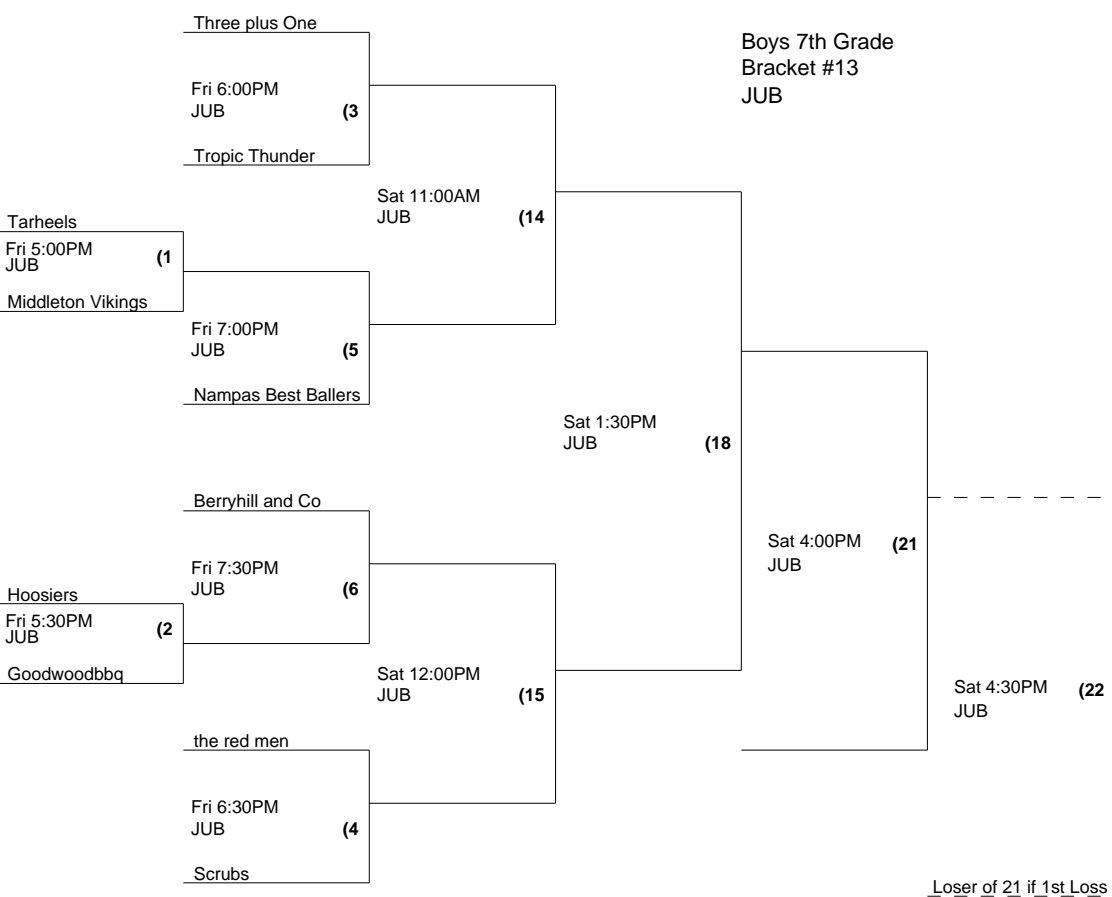 Three plus One
Boys 7th Grade
Bracket #13
JUB
Fri 6:00PM
JUB (3
Tropic Thunder
Sat 11:00AM
JUB (14
Tarheels
Fri 5:00PM
JUB (1
Middleton Vikings
Fri 7:00PM
JUB (5
Nampas Best Ballers
Sat 1:30PM
JUB (18
Berryhill and Co
Sat 4:00PM (21
JUB
Fri 7:30PM
JUB (6
Hoosiers
Fri 5:30PM (2
JUB
Goodwoodbbq
Sat 12:00PM
JUB (15
Sat 4:30PM (22
JUB
the red men
Fri 6:30PM
JUB (4
Scrubs
Loser of 21 if 1st Loss